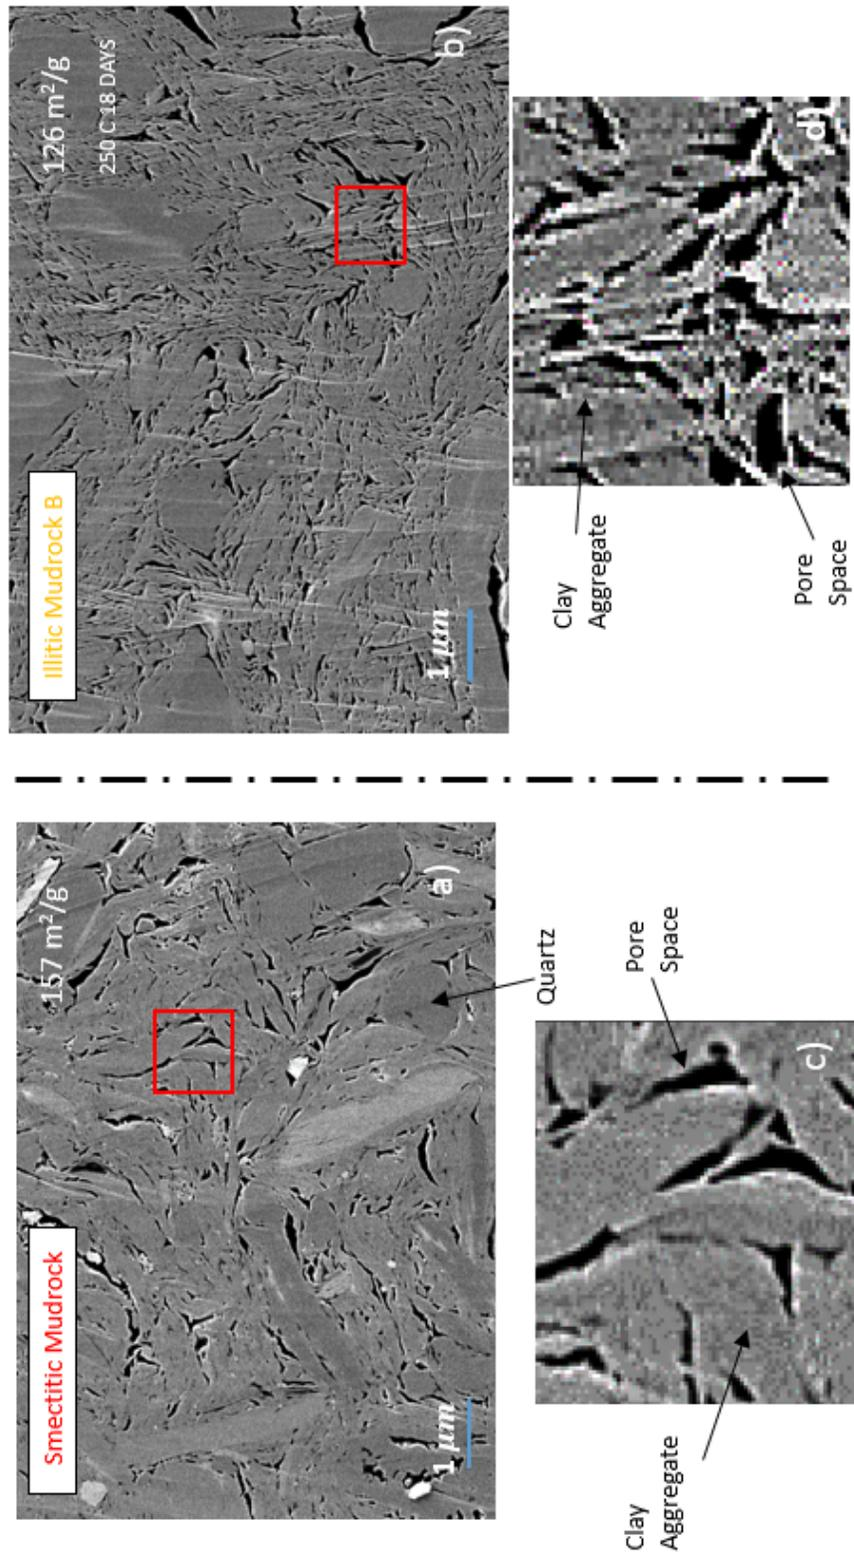 Smectitic Mudrock
157 m²/g
1 μm
a)
Quartz
Clay
Aggregate
Pore
Space
c)
Illitic Mudrock B
126 m²/g
250 C 18 DAYS
1 μm
b)
Clay
Aggregate
Pore
Space
d)